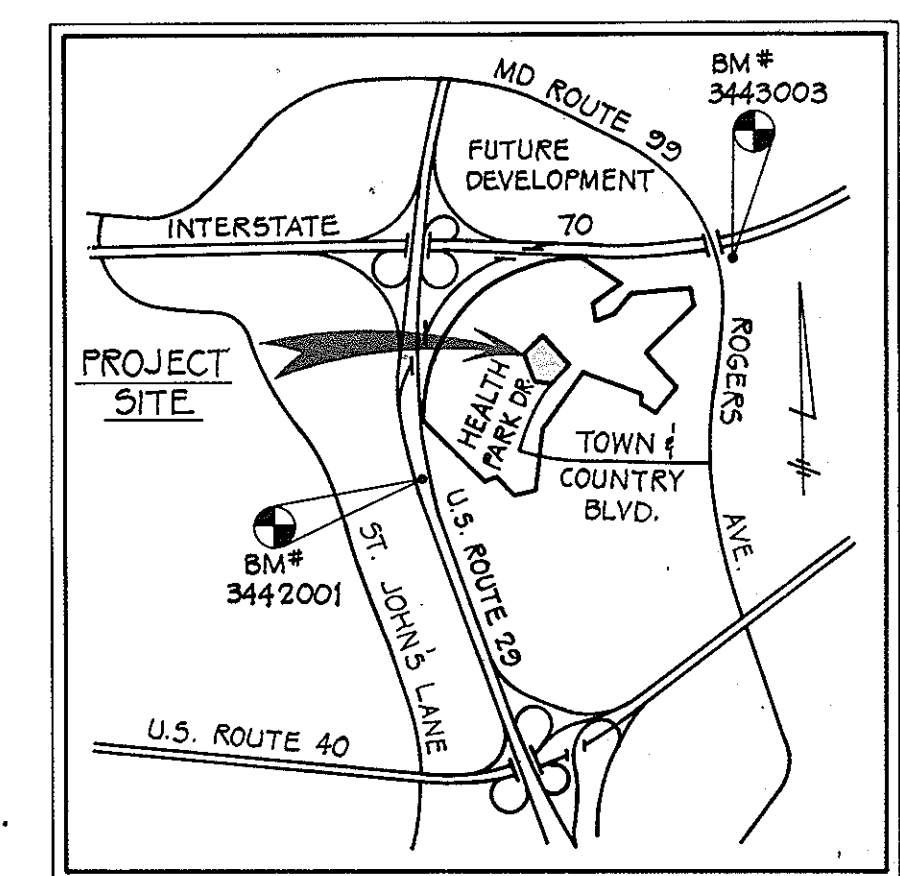 MD ROUTE 99
BM#
3443003
FUTURE
DEVELOPMENT
INTERSTATE 70
PROJECT
SITE
HEALTH
PARK DR.
ROGERS AVE.
TOWN &
COUNTRY
BLVD.
BM#
3442001
ST. JOHN'S LANE
U.S. ROUTE 29
U.S. ROUTE 40